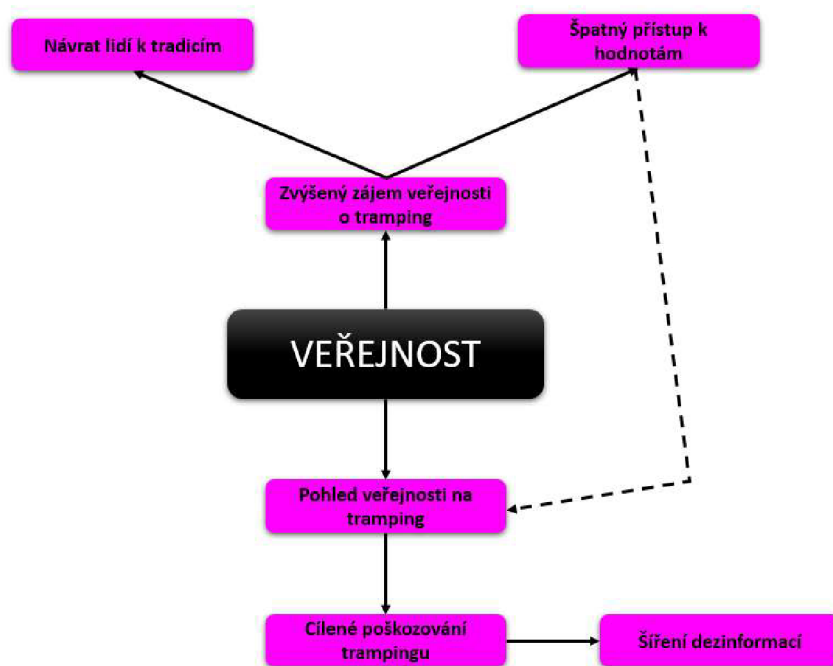 Návrat lidí k tradicím
Špatný přístup k
hodnotám
Zvýšený zájem veřejnosti
o tramping
VEŘEJNOST
Pohled veřejnosti na
tramping
Cílené poškozování
trampingu
Šíření dezinformací